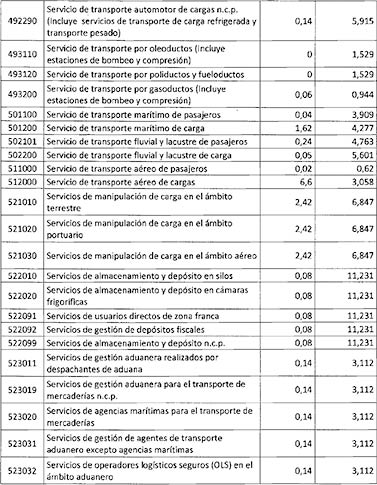 492290 Servicio de transporte automotor de cargas n.c.p. (Incluye servicios de transporte de carga refrigerada y transporte pesado) 0,14 5,915
493110 Servicio de transporte por oleoductos (Incluye estaciones de bombeo y compresión) 0 1,529
493120 Servicio de transporte por poliductos y fueloductos 0 1,529
493200 Servicio de transporte por gasoductos (Incluye estaciones de bombeo y compresión) 0,06 0,944
501100 Servicio de transporte marítimo de pasajeros 0,04 3,909
501200 Servicio de transporte marítimo de carga 1,62 4,277
502101 Servicio de transporte fluvial y lacustre de pasajeros 0,24 4,763
502200 Servicio de transporte fluvial y lacustre de carga 0,05 5,601
511000 Servicio de transporte aéreo de pasajeros 0,02 0,62
512000 Servicio de transporte aéreo de cargas 6,6 3,058
521010 Servicios de manipulación de carga en el ámbito terrestre 2,42 6,847
521020 Servicios de manipulación de carga en el ámbito portuario 2,42 6,847
521030 Servicios de manipulación de carga en el ámbito aéreo 2,42 6,847
522010 Servicios de almacenamiento y depósito en silos 0,08 11,231
522020 Servicios de almacenamiento y depósito en cámaras frigoríficas 0,08 11,231
522091 Servicios de usuarios directos de zona franca 0,08 11,231
522092 Servicios de gestión de depósitos fiscales 0,08 11,231
522099 Servicios de almacenamiento y depósito n.c.p. 0,08 11,231
523011 Servicios de gestión aduanera realizados por despachantes de aduana 0,14 3,112
523019 Servicios de gestión aduanera para el transporte de mercaderías n.c.p. 0,14 3,112
523020 Servicios de agencias marítimas para el transporte de mercaderías 0,14 3,112
523031 Servicios de gestión de agentes de transporte aduanero excepto agencias marítimas 0,14 3,112
523032 Servicios de operadores logísticos seguros (OLS) en el ámbito aduanero 0,14 3,112